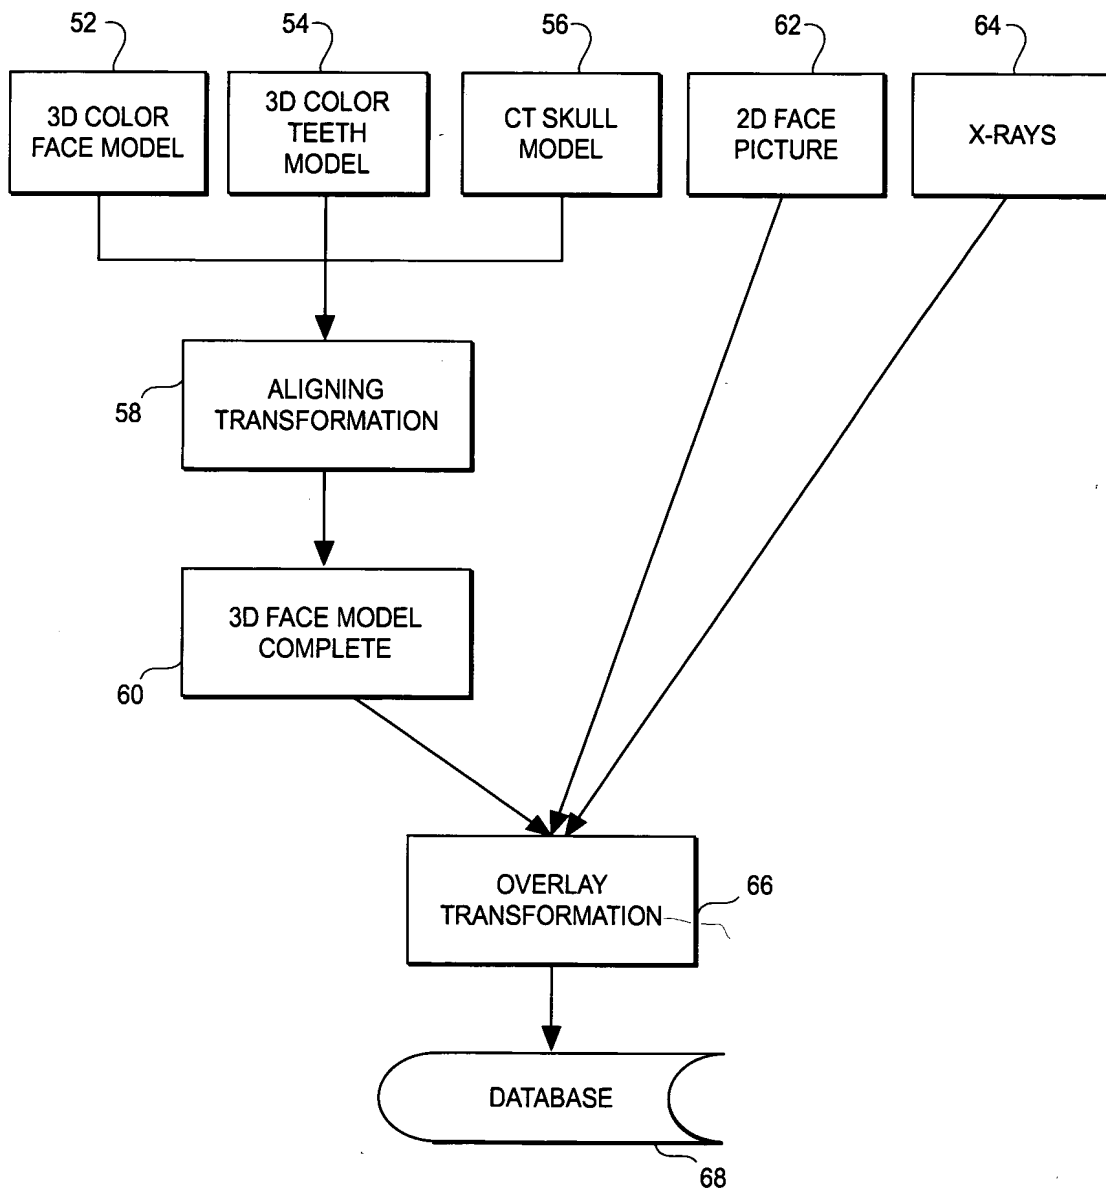 52
54
56
62
64
3D COLOR
FACE MODEL
3D COLOR
TEETH
MODEL
CT SKULL
MODEL
2D FACE
PICTURE
X-RAYS
ALIGNING
TRANSFORMATION
58
3D FACE MODEL
COMPLETE
60
OVERLAY
TRANSFORMATION
66
DATABASE
68